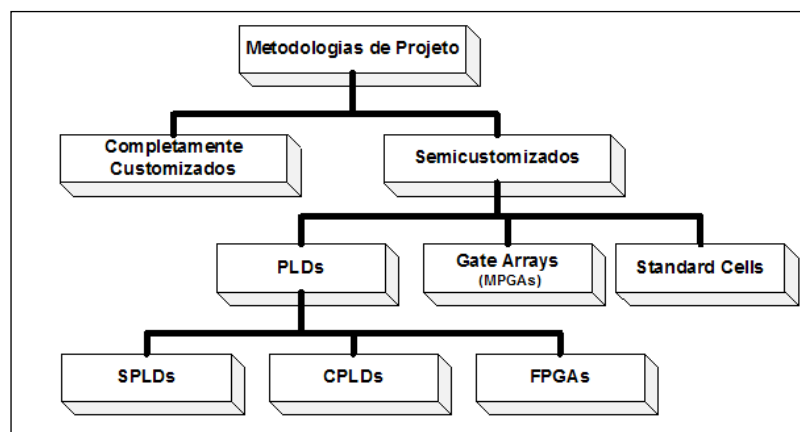 Metodologias de Projeto
Completamente
Customizados
Semicustomizados
PLDs
Gate Arrays
(MPGAs)
Standard Cells
SPLDs
CPLDs
FPGAs